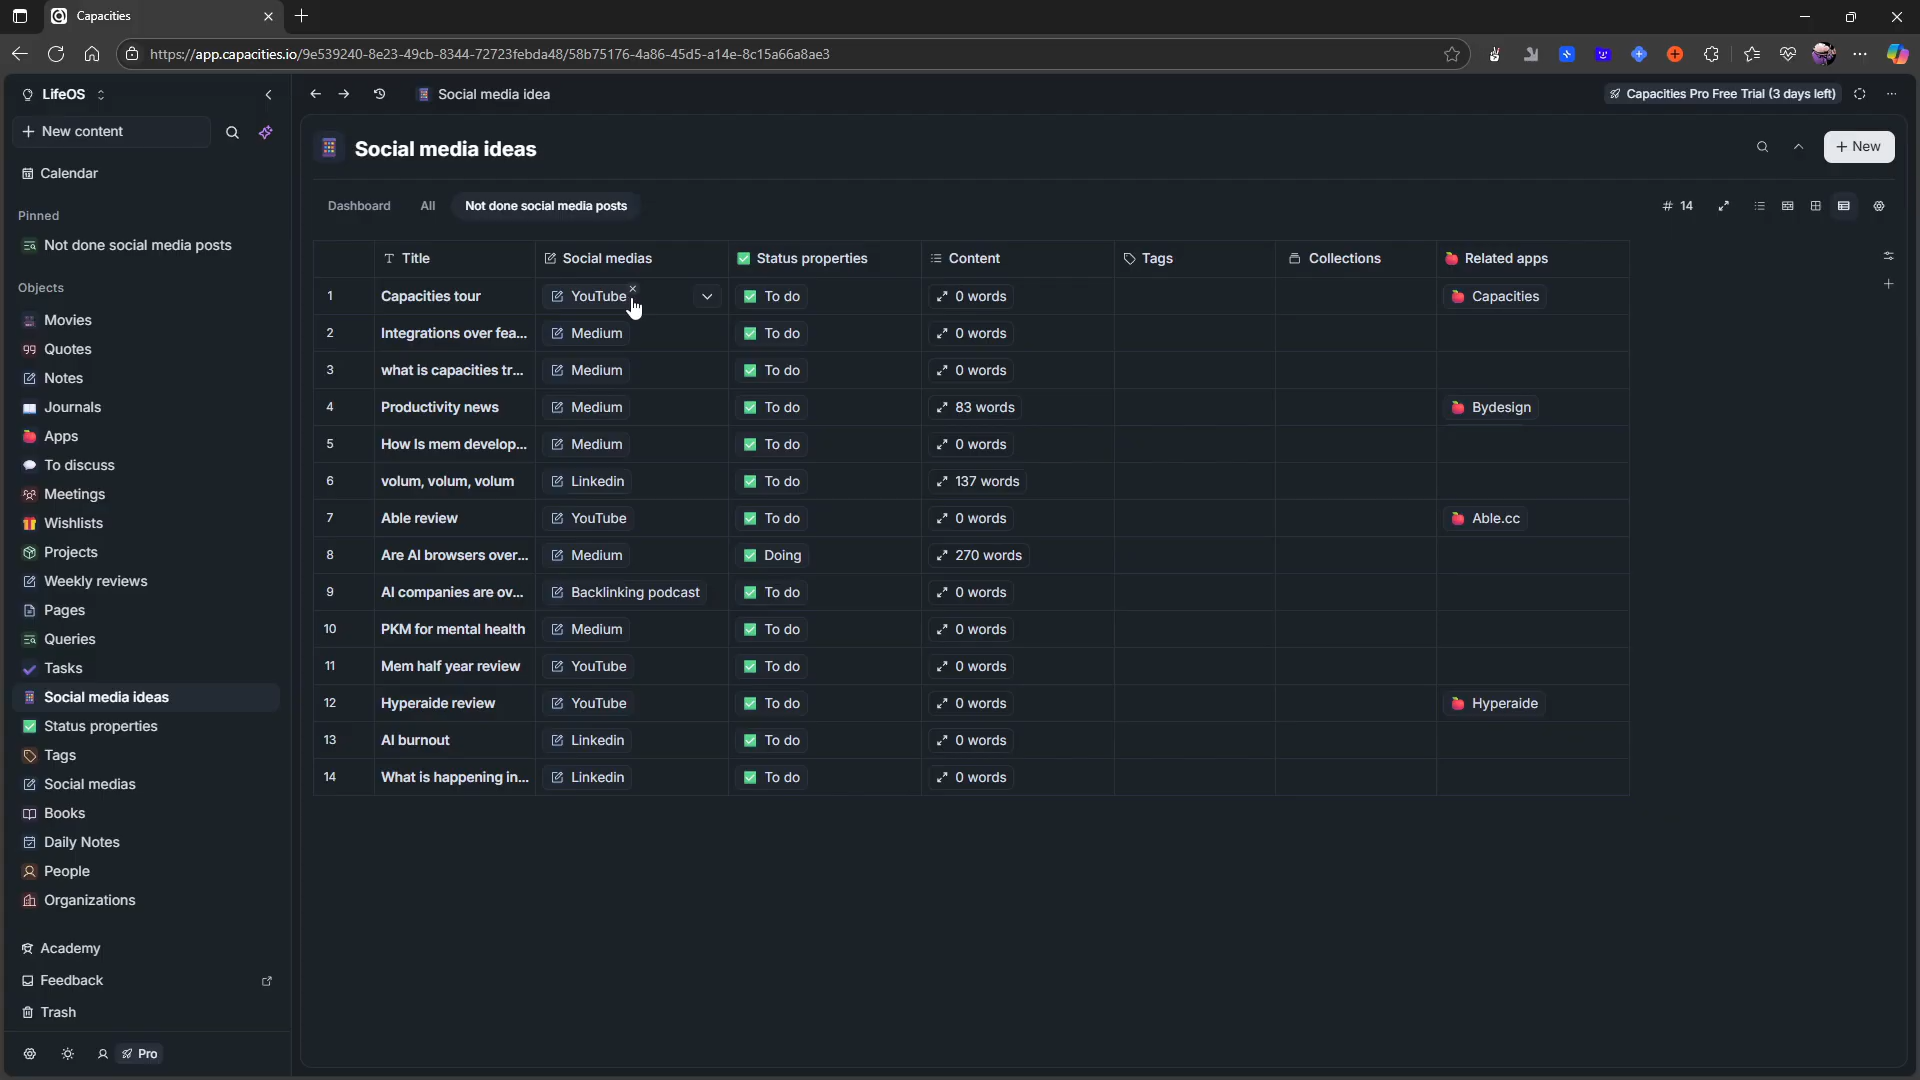 Capacities
https://app.capacities.io/9e539240-8e23-49cb-8344-72723febda48/58b75176-4a86-45d5-a14e-8c15a66a8ae3
LifeOS
Social media idea
Capacities Pro Free Trial (3 days left)
New content
Calendar
Pinned
Not done social media posts
Objects
Movies
Quotes
Notes
Journals
Apps
To discuss
Meetings
Wishlists
Projects
Weekly reviews
Pages
Queries
Tasks
Social media ideas
Status properties
Tags
Social medias
Books
Daily Notes
People
Organizations
Academy
Feedback
Trash
Pro
Social media ideas
+ New
Dashboard All Not done social media posts
# 14
Title Social medias Status properties Content Tags Collections Related apps
1 Capacities tour YouTube To do 0 words Capacities
2 Integrations over fea... Medium To do 0 words
3 what is capacities tr... Medium To do 0 words
4 Productivity news Medium To do 83 words Bydesign
5 How Is mem develop... Medium To do 0 words
6 volum, volum, volum Linkedin To do 137 words
7 Able review YouTube To do 0 words Able.cc
8 Are AI browsers over... Medium Doing 270 words
9 AI companies are ov... Backlinking podcast To do 0 words
10 PKM for mental health Medium To do 0 words
11 Mem half year review YouTube To do 0 words
12 Hyperaide review YouTube To do 0 words Hyperaide
13 AI burnout Linkedin To do 0 words
14 What is happening in... Linkedin To do 0 words